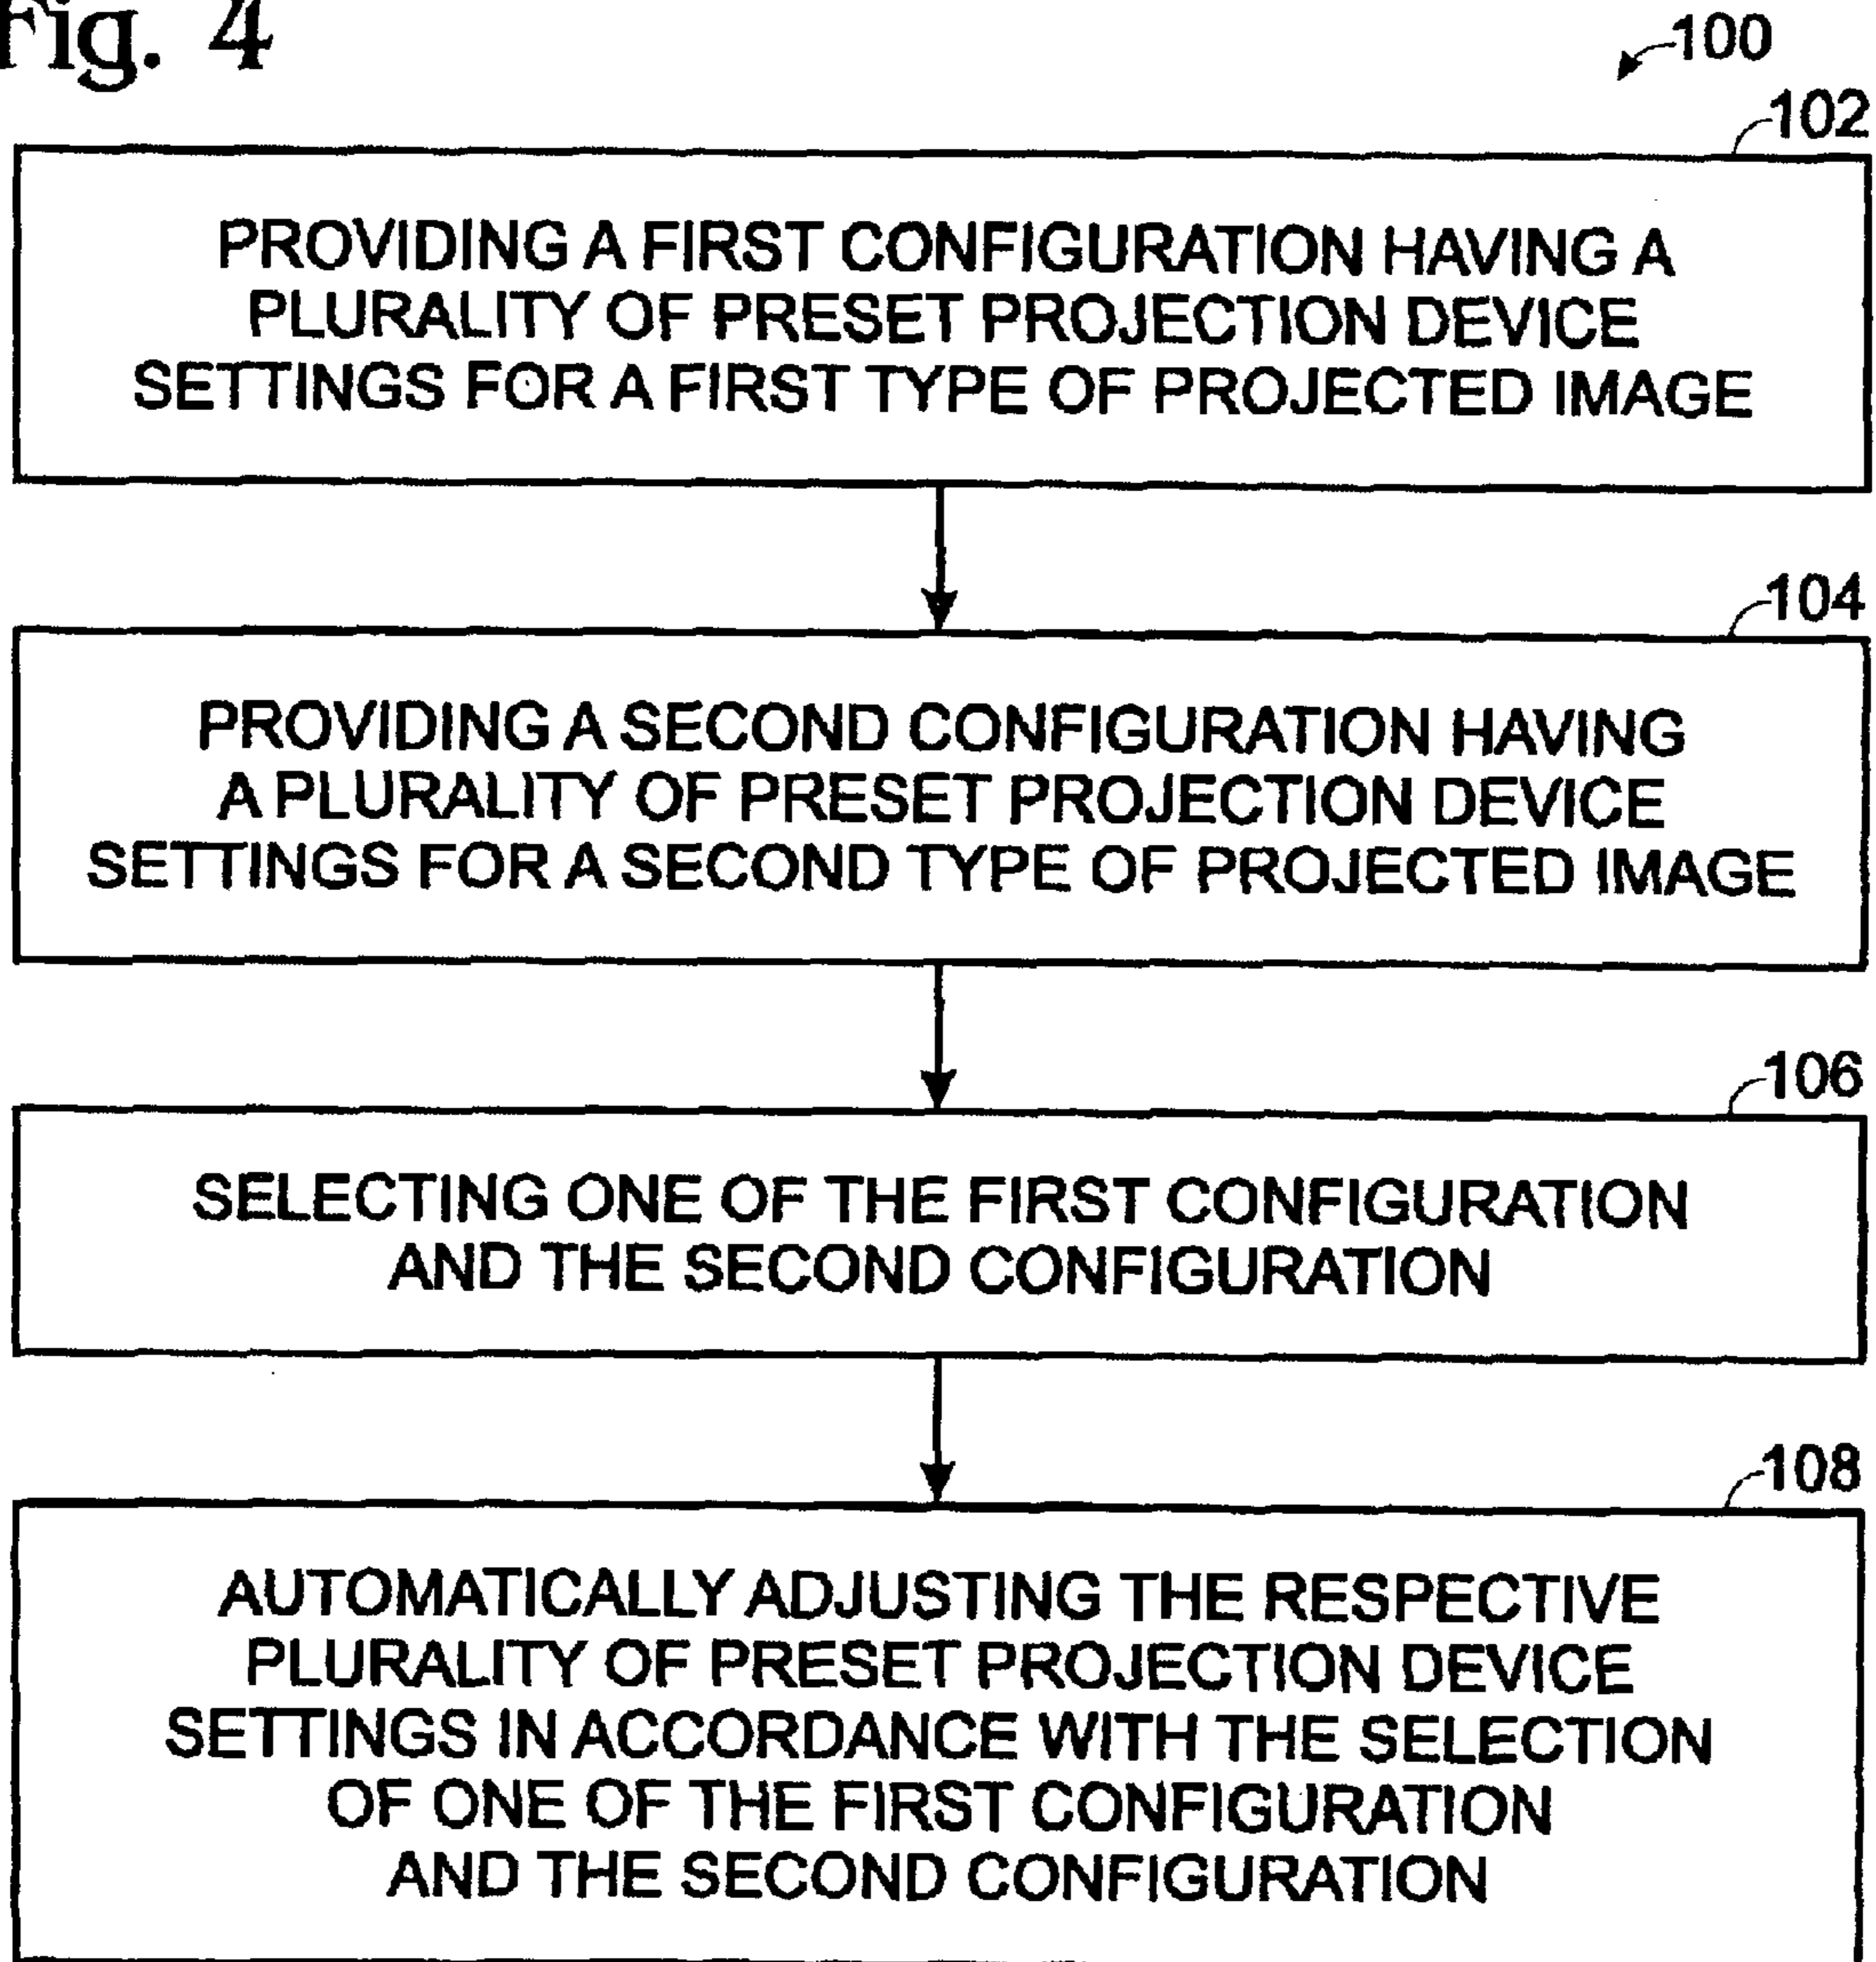 Fig. 4
100
102
PROVIDING A FIRST CONFIGURATION HAVING A
PLURALITY OF PRESET PROJECTION DEVICE
SETTINGS FOR A FIRST TYPE OF PROJECTED IMAGE
104
PROVIDING A SECOND CONFIGURATION HAVING
A PLURALITY OF PRESET PROJECTION DEVICE
SETTINGS FOR A SECOND TYPE OF PROJECTED IMAGE
106
SELECTING ONE OF THE FIRST CONFIGURATION
AND THE SECOND CONFIGURATION
108
AUTOMATICALLY ADJUSTING THE RESPECTIVE
PLURALITY OF PRESET PROJECTION DEVICE
SETTINGS IN ACCORDANCE WITH THE SELECTION
OF ONE OF THE FIRST CONFIGURATION
AND THE SECOND CONFIGURATION